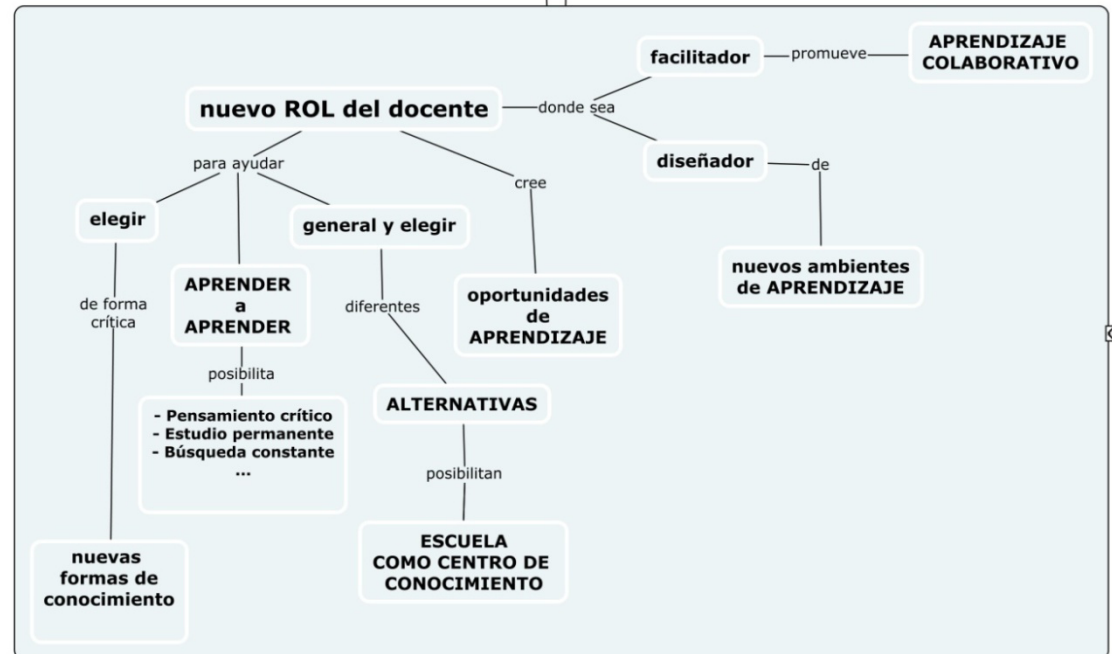 facilitador
promueve
APRENDIZAJE
COLABORATIVO
nuevo ROL del docente
donde sea
diseñador
de
nuevos ambientes
de APRENDIZAJE
para ayudar
cree
elegir
general y elegir
de forma
crítica
APRENDER
a
APRENDER
diferentes
oportunidades
de
APRENDIZAJE
posibilita
- Pensamiento crítico
- Estudio permanente
- Búsqueda constante
...
ALTERNATIVAS
posibilitan
nuevas
formas de
conocimiento
ESCUELA
COMO CENTRO DE
CONOCIMIENTO